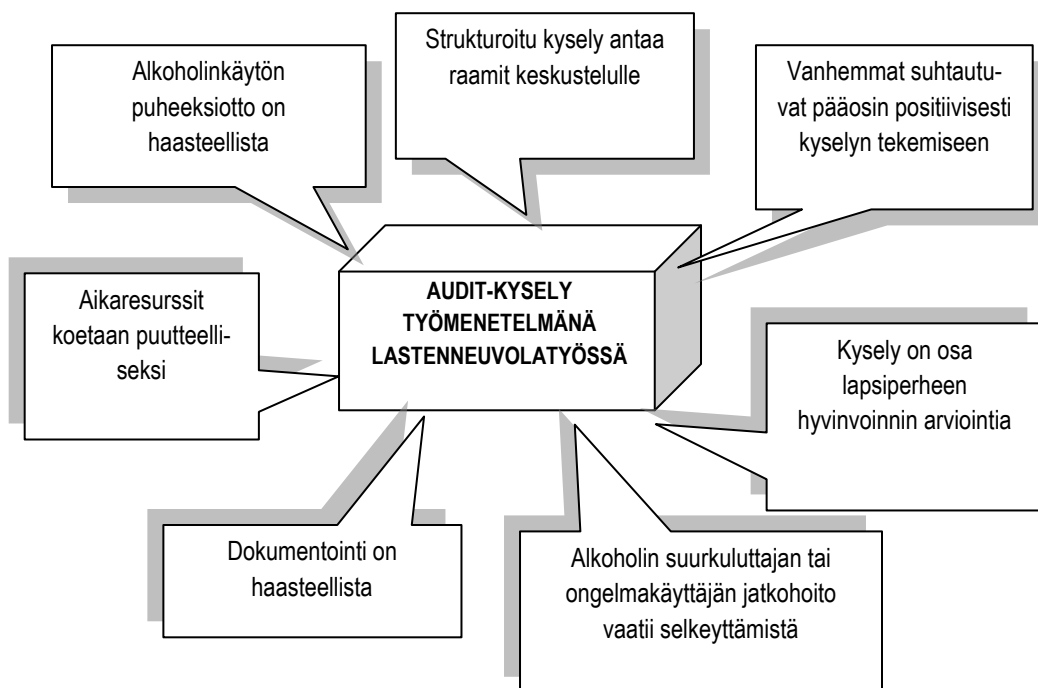 Alkoholinkäytön
puheeksiotto on
haasteellista
Strukturoitu kysely antaa
raamit keskustelulle
Vanhemmat suhtautu-
vat pääosin positiivisesti
kyselyn tekemiseen
Aikaresurssit
koetaan puutteelli-
seksi
AUDIT-KYSELY
TYÖMENETELMÄNÄ
LASTENNEUVOLATYÖSSÄ
Kysely on osa
lapsiperheen
hyvinvoinnin arviointia
Dokumentointi on
haasteellista
Alkoholin suurkuluttajan tai
ongelmakäyttäjän jatkohoito
vaatii selkeyttämistä